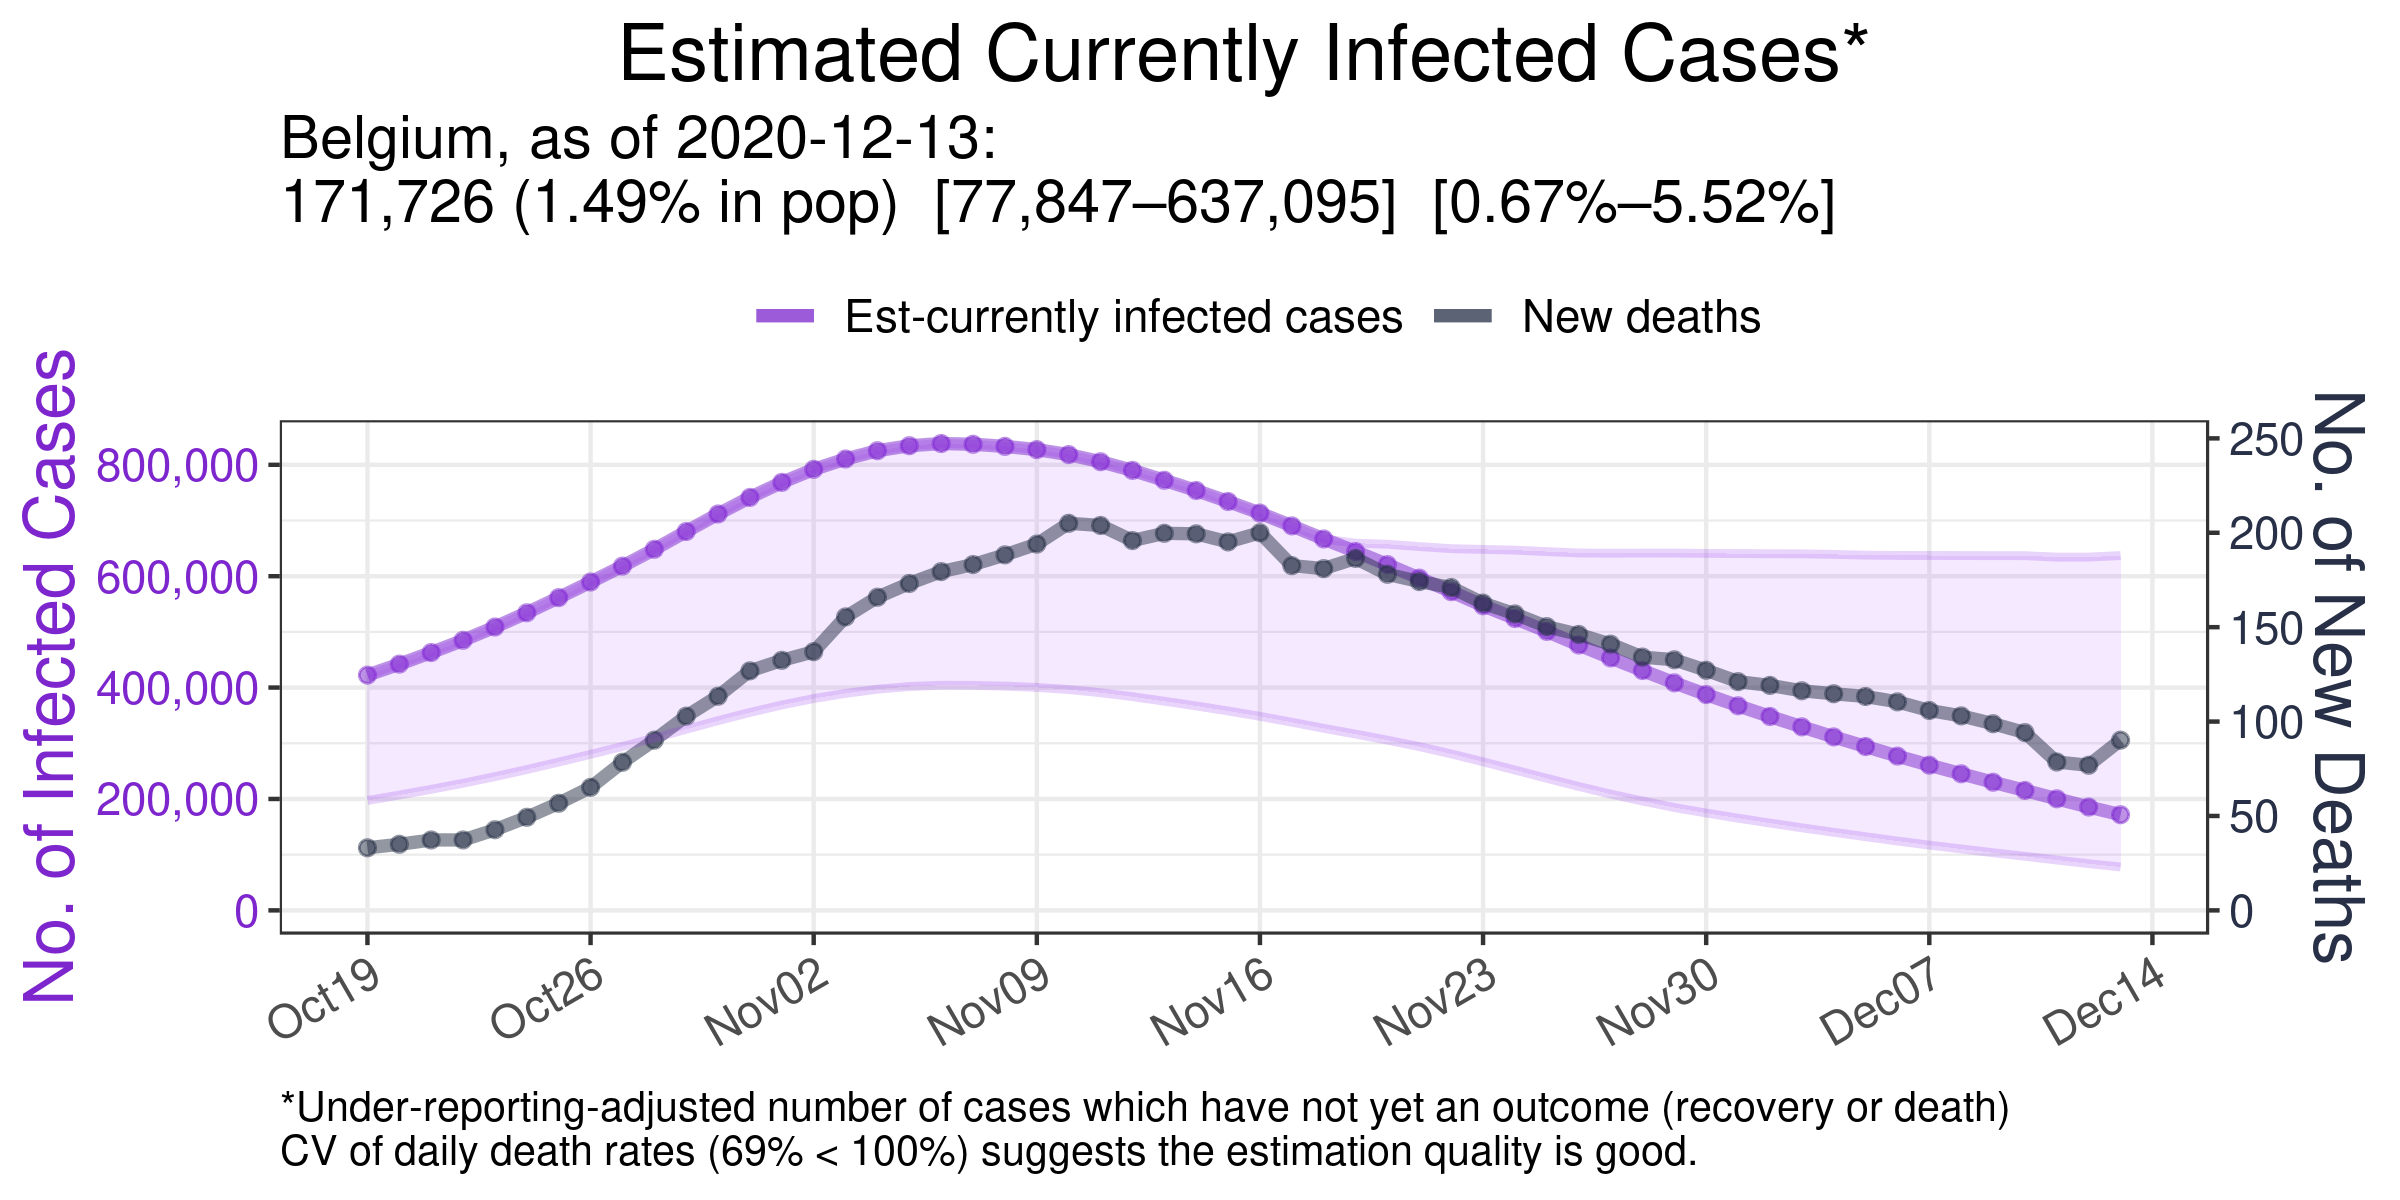 Estimated Currently Infected Cases*
Belgium, as of 2020-12-13:
171,726 (1.49% in pop)  [77,847–637,095]  [0.67%–5.52%]
Est-currently infected cases
New deaths
No. of Infected Cases
800,000
600,000
400,000
200,000
0
250
200
150
100
50
0
No. of New Deaths
Oct19
Oct26
Nov02
Nov09
Nov16
Nov23
Nov30
Dec07
Dec14
*Under-reporting-adjusted number of cases which have not yet an outcome (recovery or death)
CV of daily death rates (69% < 100%) suggests the estimation quality is good.